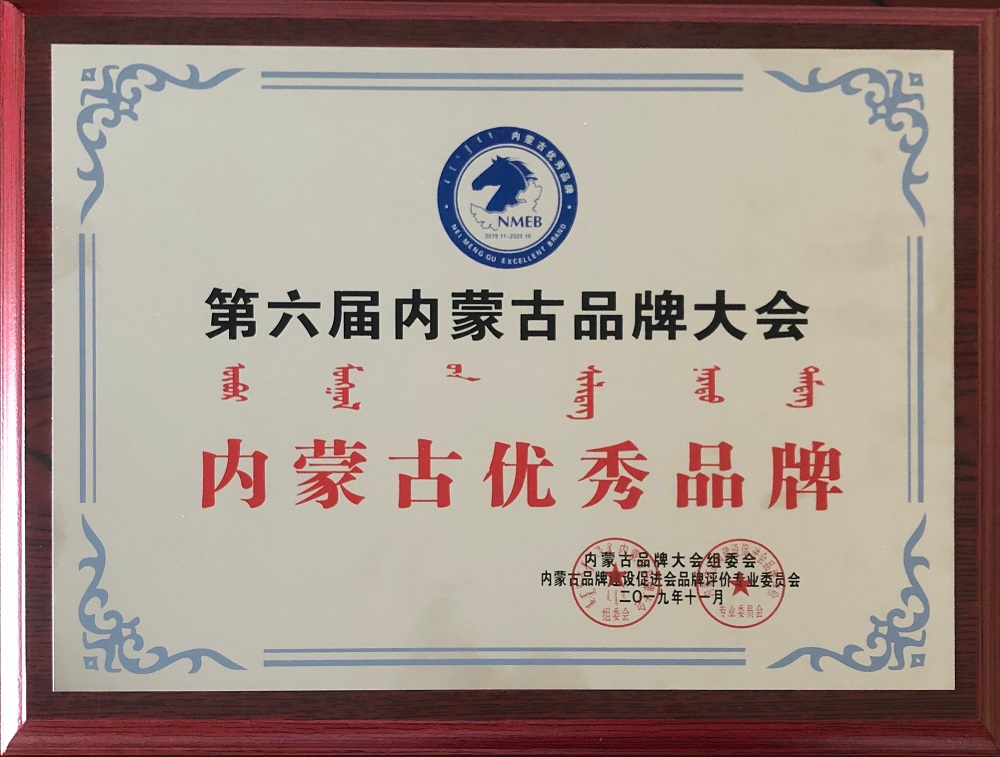 内蒙古优秀品牌
NMEB
2019.11-2020.10
NEI MENG GU EXCELLENT BRAND
第六届内蒙古品牌大会
内蒙古优秀品牌
内蒙古品牌大会组委会
内蒙古品牌建设促进会品牌评价专业委员会
二〇一九年十一月
组委会
专业委员会